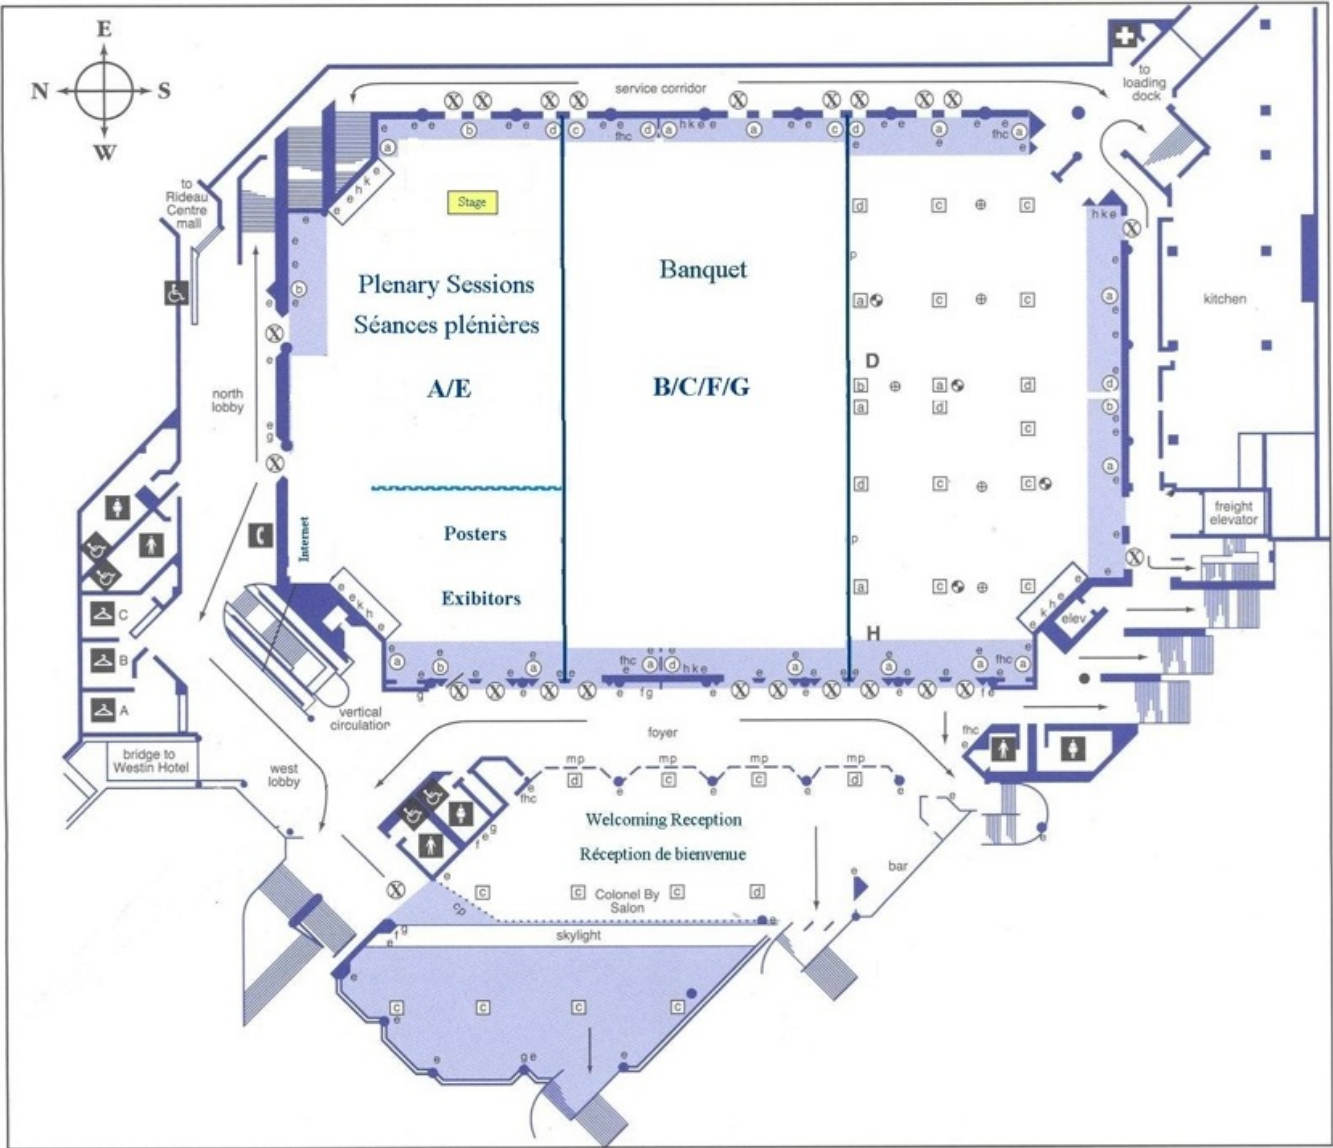 E
N S
W
service corridor
to
loading
dock
to
Rideau
Centre
mall
Stage
Plenary Sessions
Séances plénières
A/E
Banquet
B/C/F/G
D
kitchen
north
lobby
Posters
Internet
Exibitors
freight
elevator
C
B
A
H
elev
vertical
circulation
foyer
bridge to
Westin Hotel
west
lobby
fhc
mp mp mp mp
d c c d
Welcoming Reception
Réception de bienvenue
bar
c c c d
Colonel By
Salon
cp
skylight
c c c c